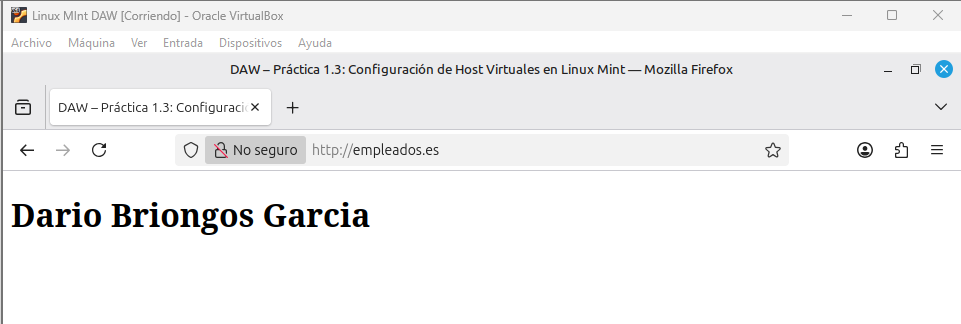 Linux MInt DAW [Corriendo] - Oracle VirtualBox
Archivo Máquina Ver Entrada Dispositivos Ayuda
DAW – Práctica 1.3: Configuración de Host Virtuales en Linux Mint — Mozilla Firefox
DAW – Práctica 1.3: Configuració
No seguro http://empleados.es
Dario Briongos Garcia